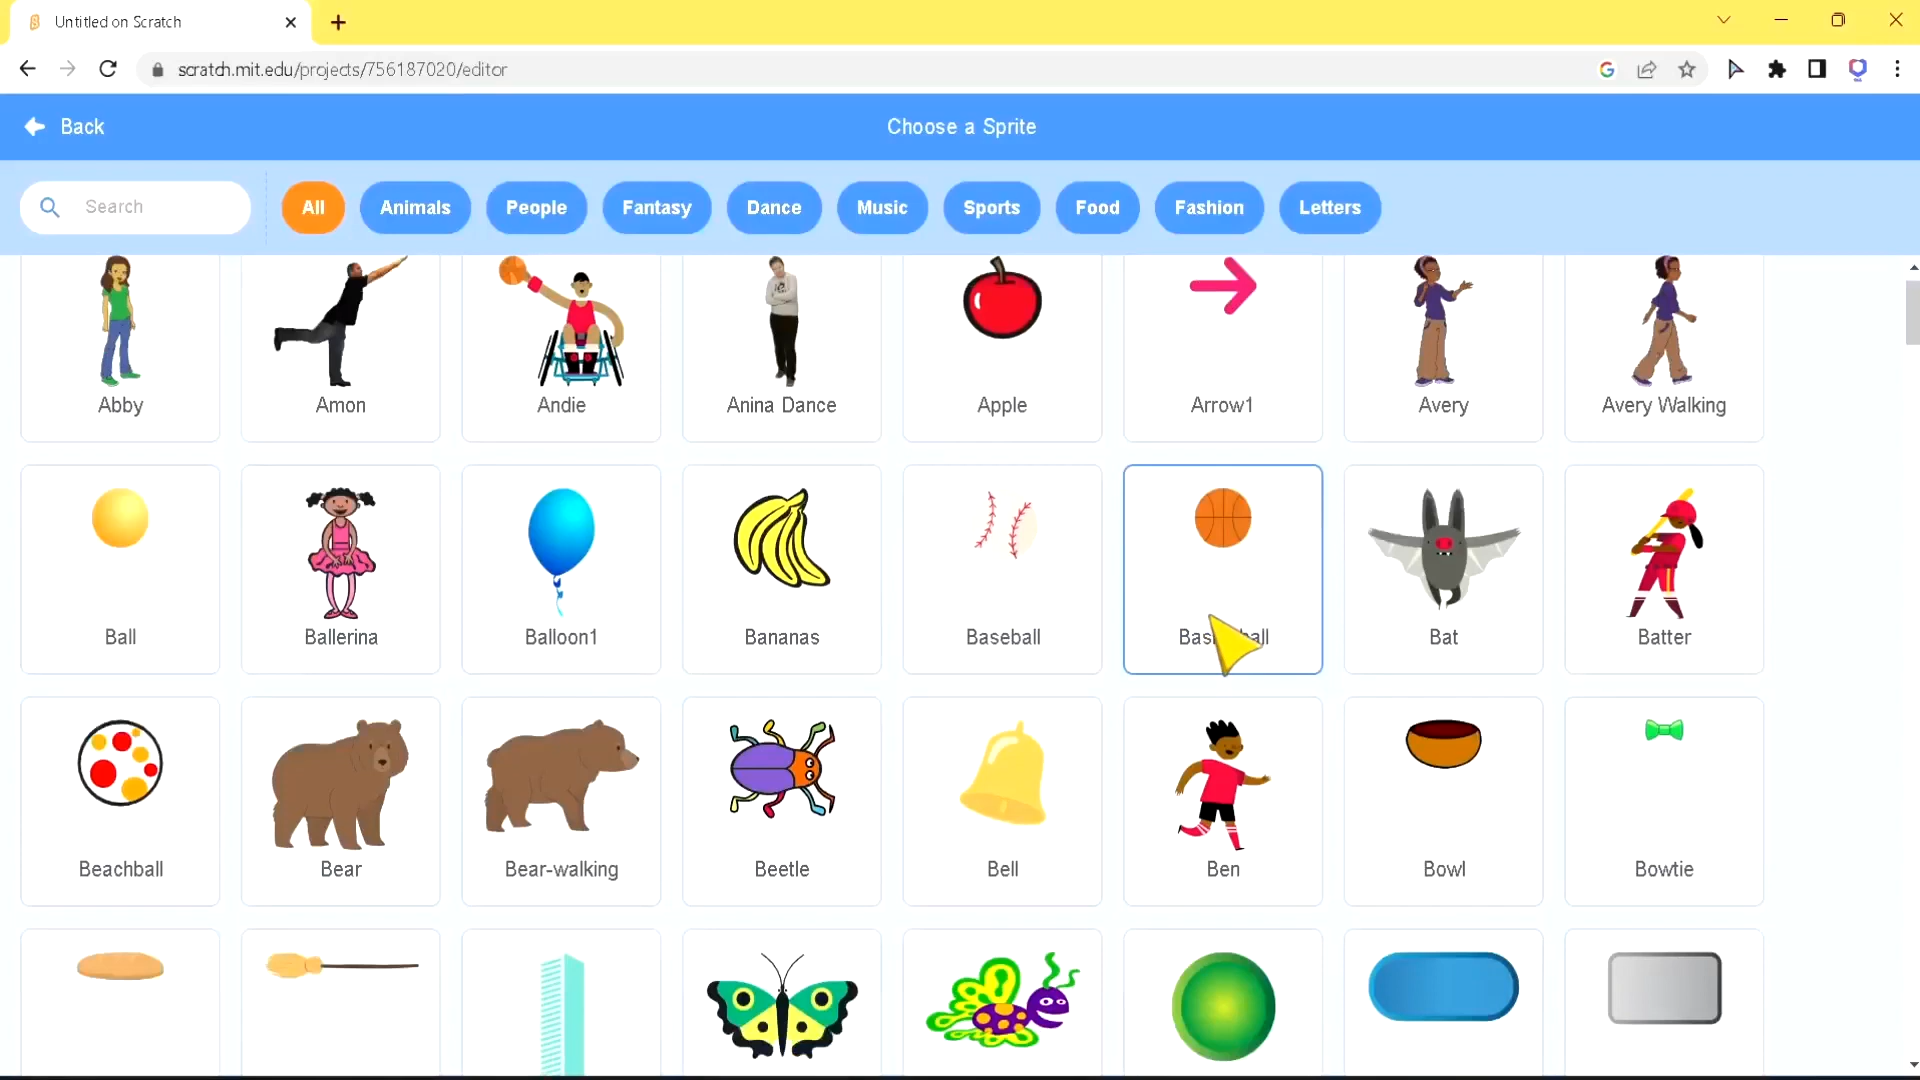 Untitled on Scratch
scratch.mit.edu/projects/756187020/editor
Back
Choose a Sprite
Search
All
Animals
People
Fantasy
Dance
Music
Sports
Food
Fashion
Letters
Abby
Amon
Andie
Anina Dance
Apple
Arrow1
Avery
Avery Walking
Ball
Ballerina
Balloon1
Bananas
Baseball
Basketball
Bat
Batter
Beachball
Bear
Bear-walking
Beetle
Bell
Ben
Bowl
Bowtie